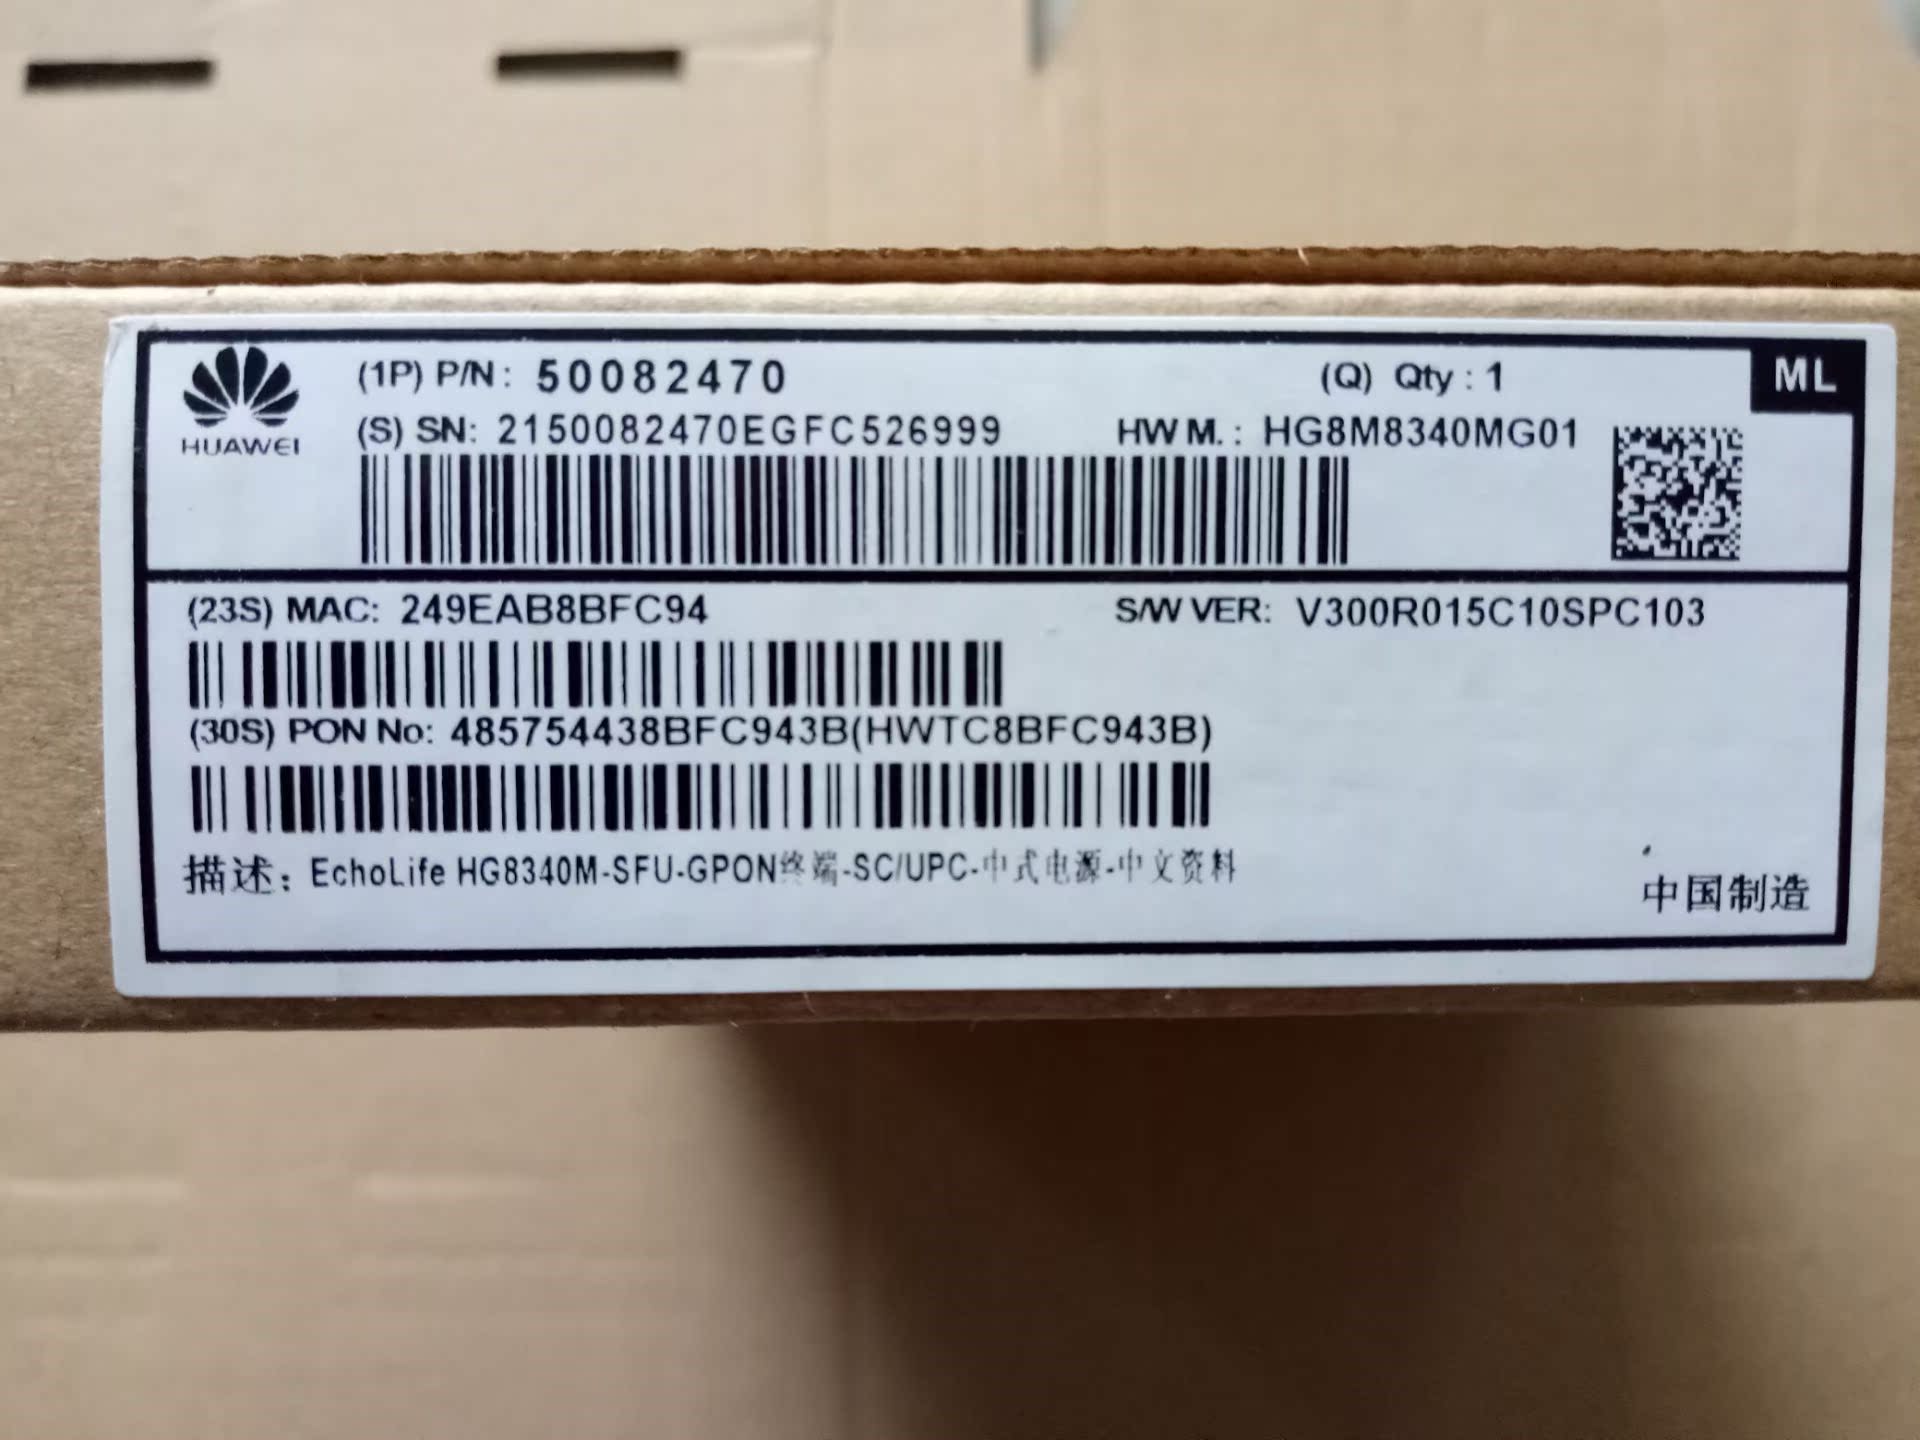 HUAWEI
(1P) P/N: 50082470
(Q) Qty : 1
ML
(S) SN: 2150082470EGFC526999
HW M. : HG8M8340MG01
(23S) MAC: 249EAB8BFC94
S/W VER: V300R015C10SPC103
(30S) PON No: 485754438BFC943B(HWTC8BFC943B)
描述: EchoLife HG8340M-SFU-GPON终端-SC/UPC-中式电源-中文资料
中国制造